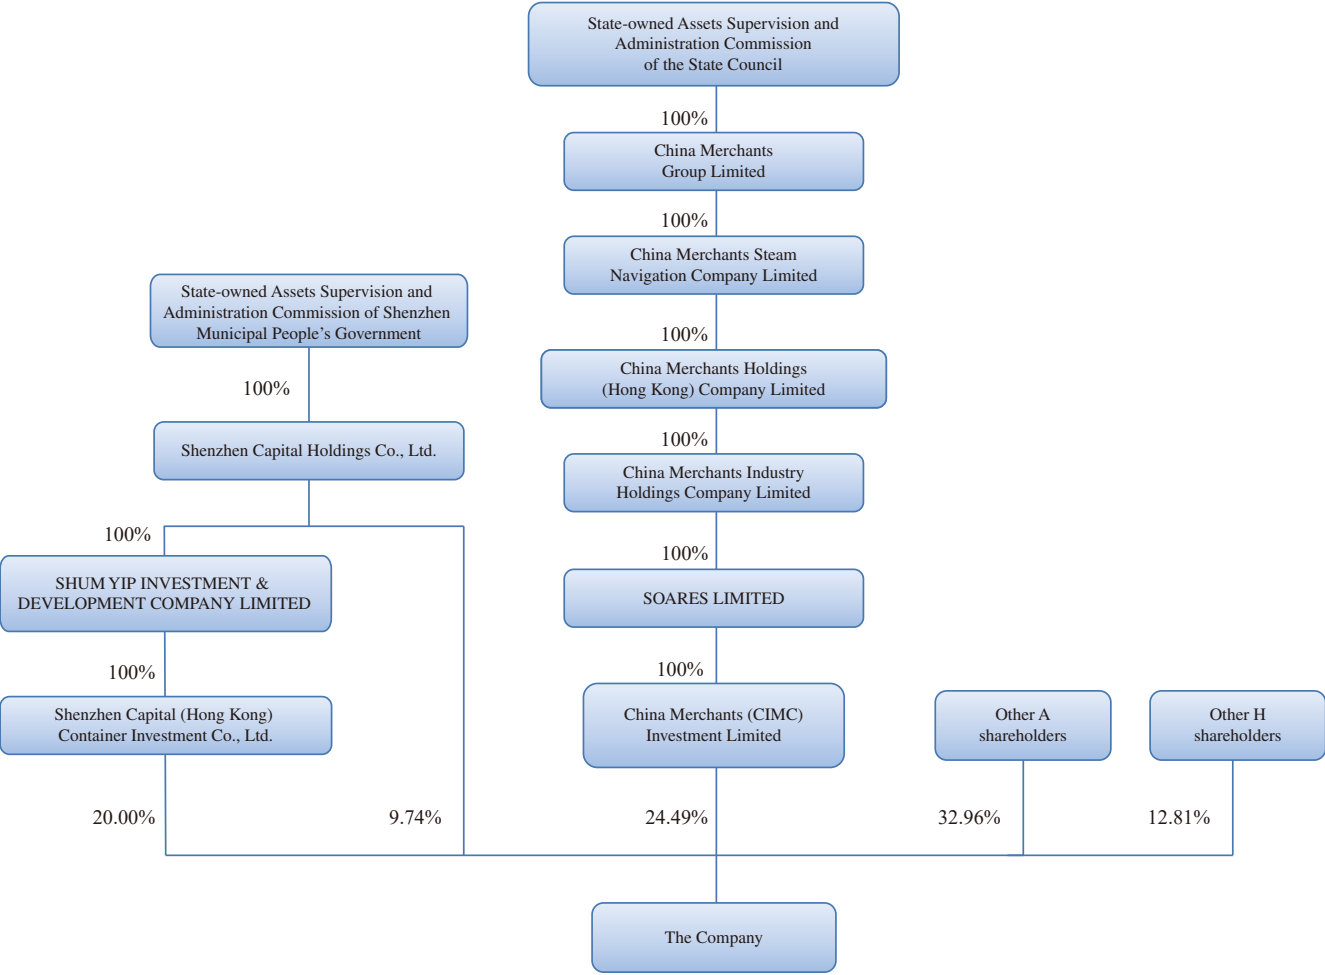 State-owned Assets Supervision and
Administration Commission
of the State Council
100%
China Merchants
Group Limited
100%
China Merchants Steam
Navigation Company Limited
State-owned Assets Supervision and
Administration Commission of Shenzhen
Municipal People’s Government
100%
China Merchants Holdings
(Hong Kong) Company Limited
100%
Shenzhen Capital Holdings Co., Ltd.
100%
China Merchants Industry
Holdings Company Limited
100%
SHUM YIP INVESTMENT &
DEVELOPMENT COMPANY LIMITED
100%
SOARES LIMITED
100%
Shenzhen Capital (Hong Kong)
Container Investment Co., Ltd.
100%
China Merchants (CIMC)
Investment Limited
Other A
shareholders
Other H
shareholders
20.00%
9.74%
24.49%
32.96%
12.81%
The Company